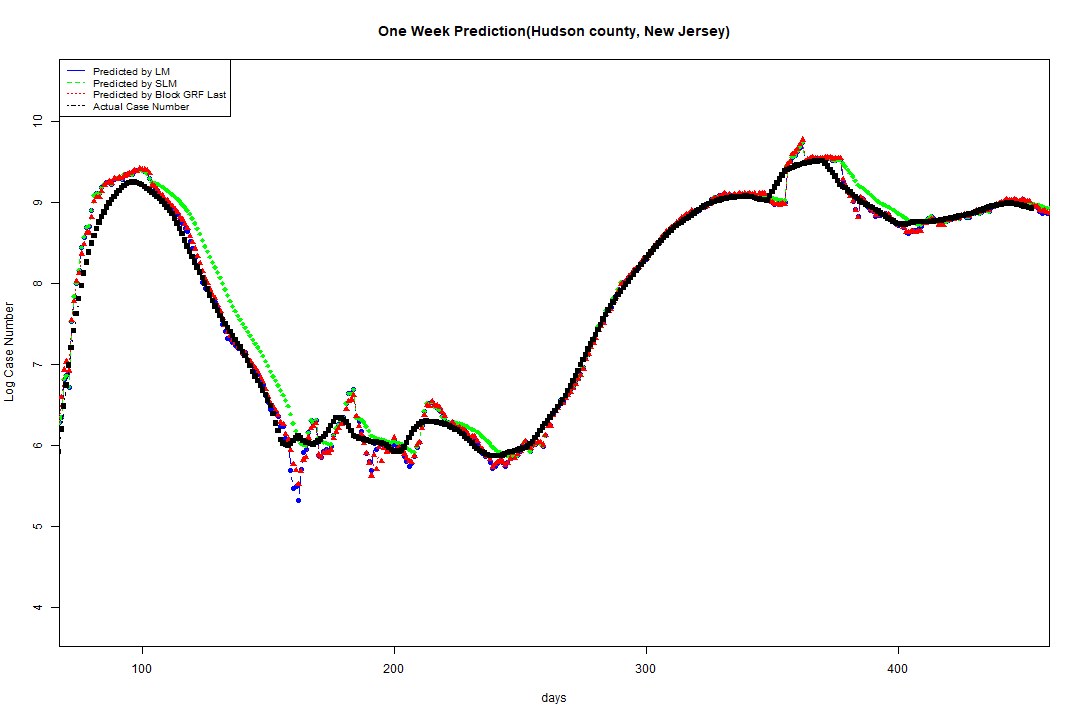 One Week Prediction(Hudson county, New Jersey)
Predicted by LM
Predicted by SLM
Predicted by Block GRF Last
Actual Case Number
10
9
8
7
6
5
4
Log Case Number
100
200
300
400
days